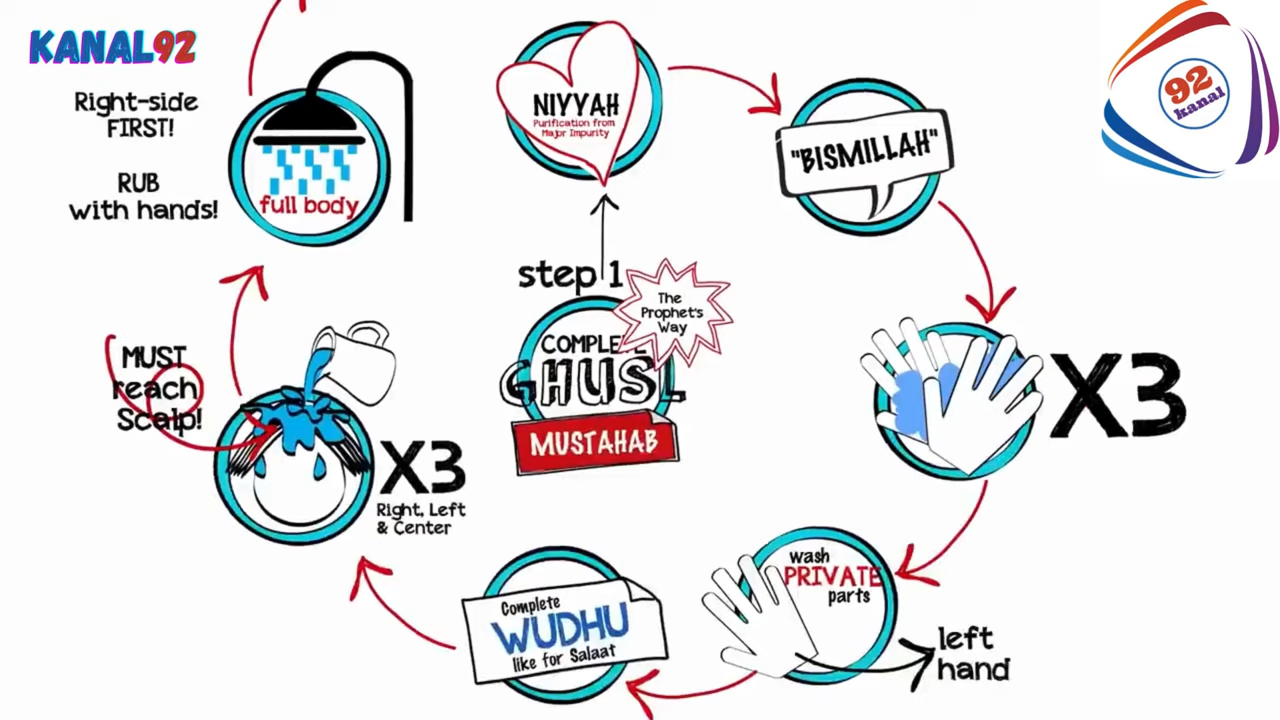 KANAL92
92
kanal
NIYYAH
Purification from
Major Impurity
"BISMILLAH"
X3
wash
PRIVATE
parts
left
hand
Complete
WUDHU
like for Salaat
X3
Right, Left
& Center
MUST
reach
Scalp!
full body
Right-side
FIRST!
RUB
with hands!
step 1
The
Prophet's
Way
COMPLETE
GHUSL
MUSTAHAB